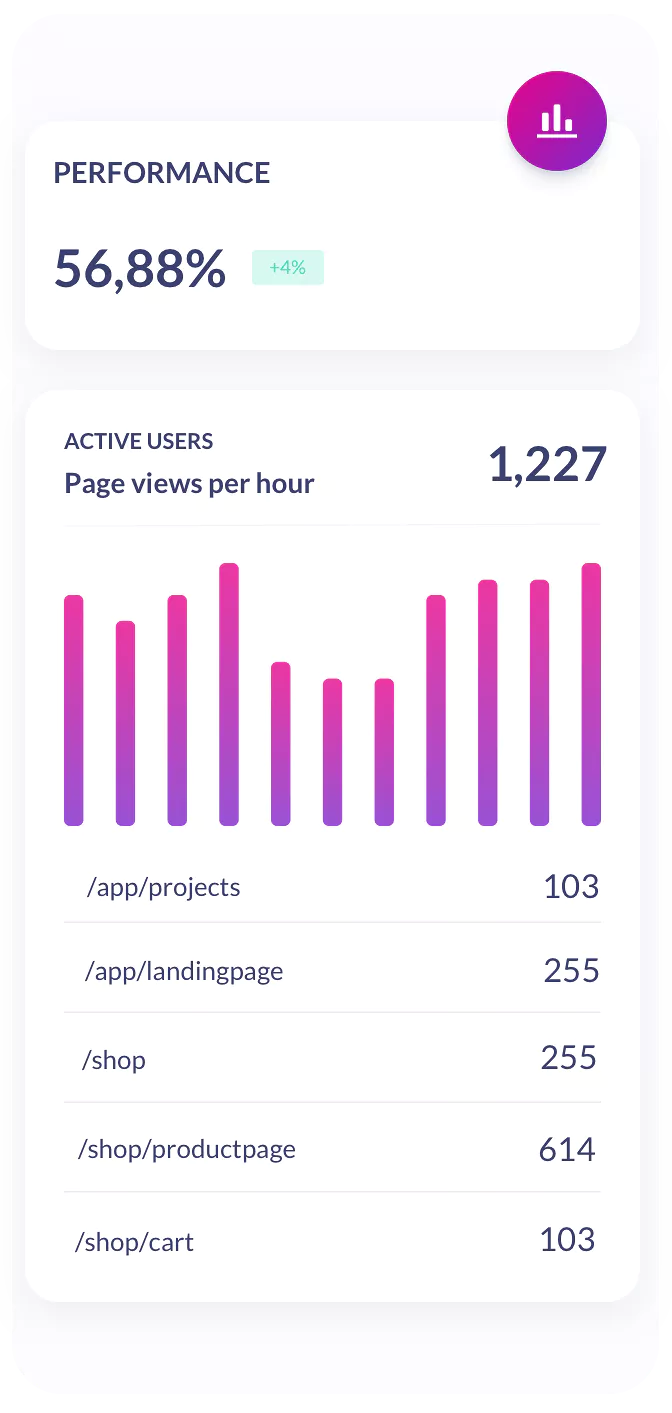 PERFORMANCE
56,88% +4%
ACTIVE USERS
Page views per hour
1,227
/app/projects 103
/app/landingpage 255
/shop 255
/shop/productpage 614
/shop/cart 103